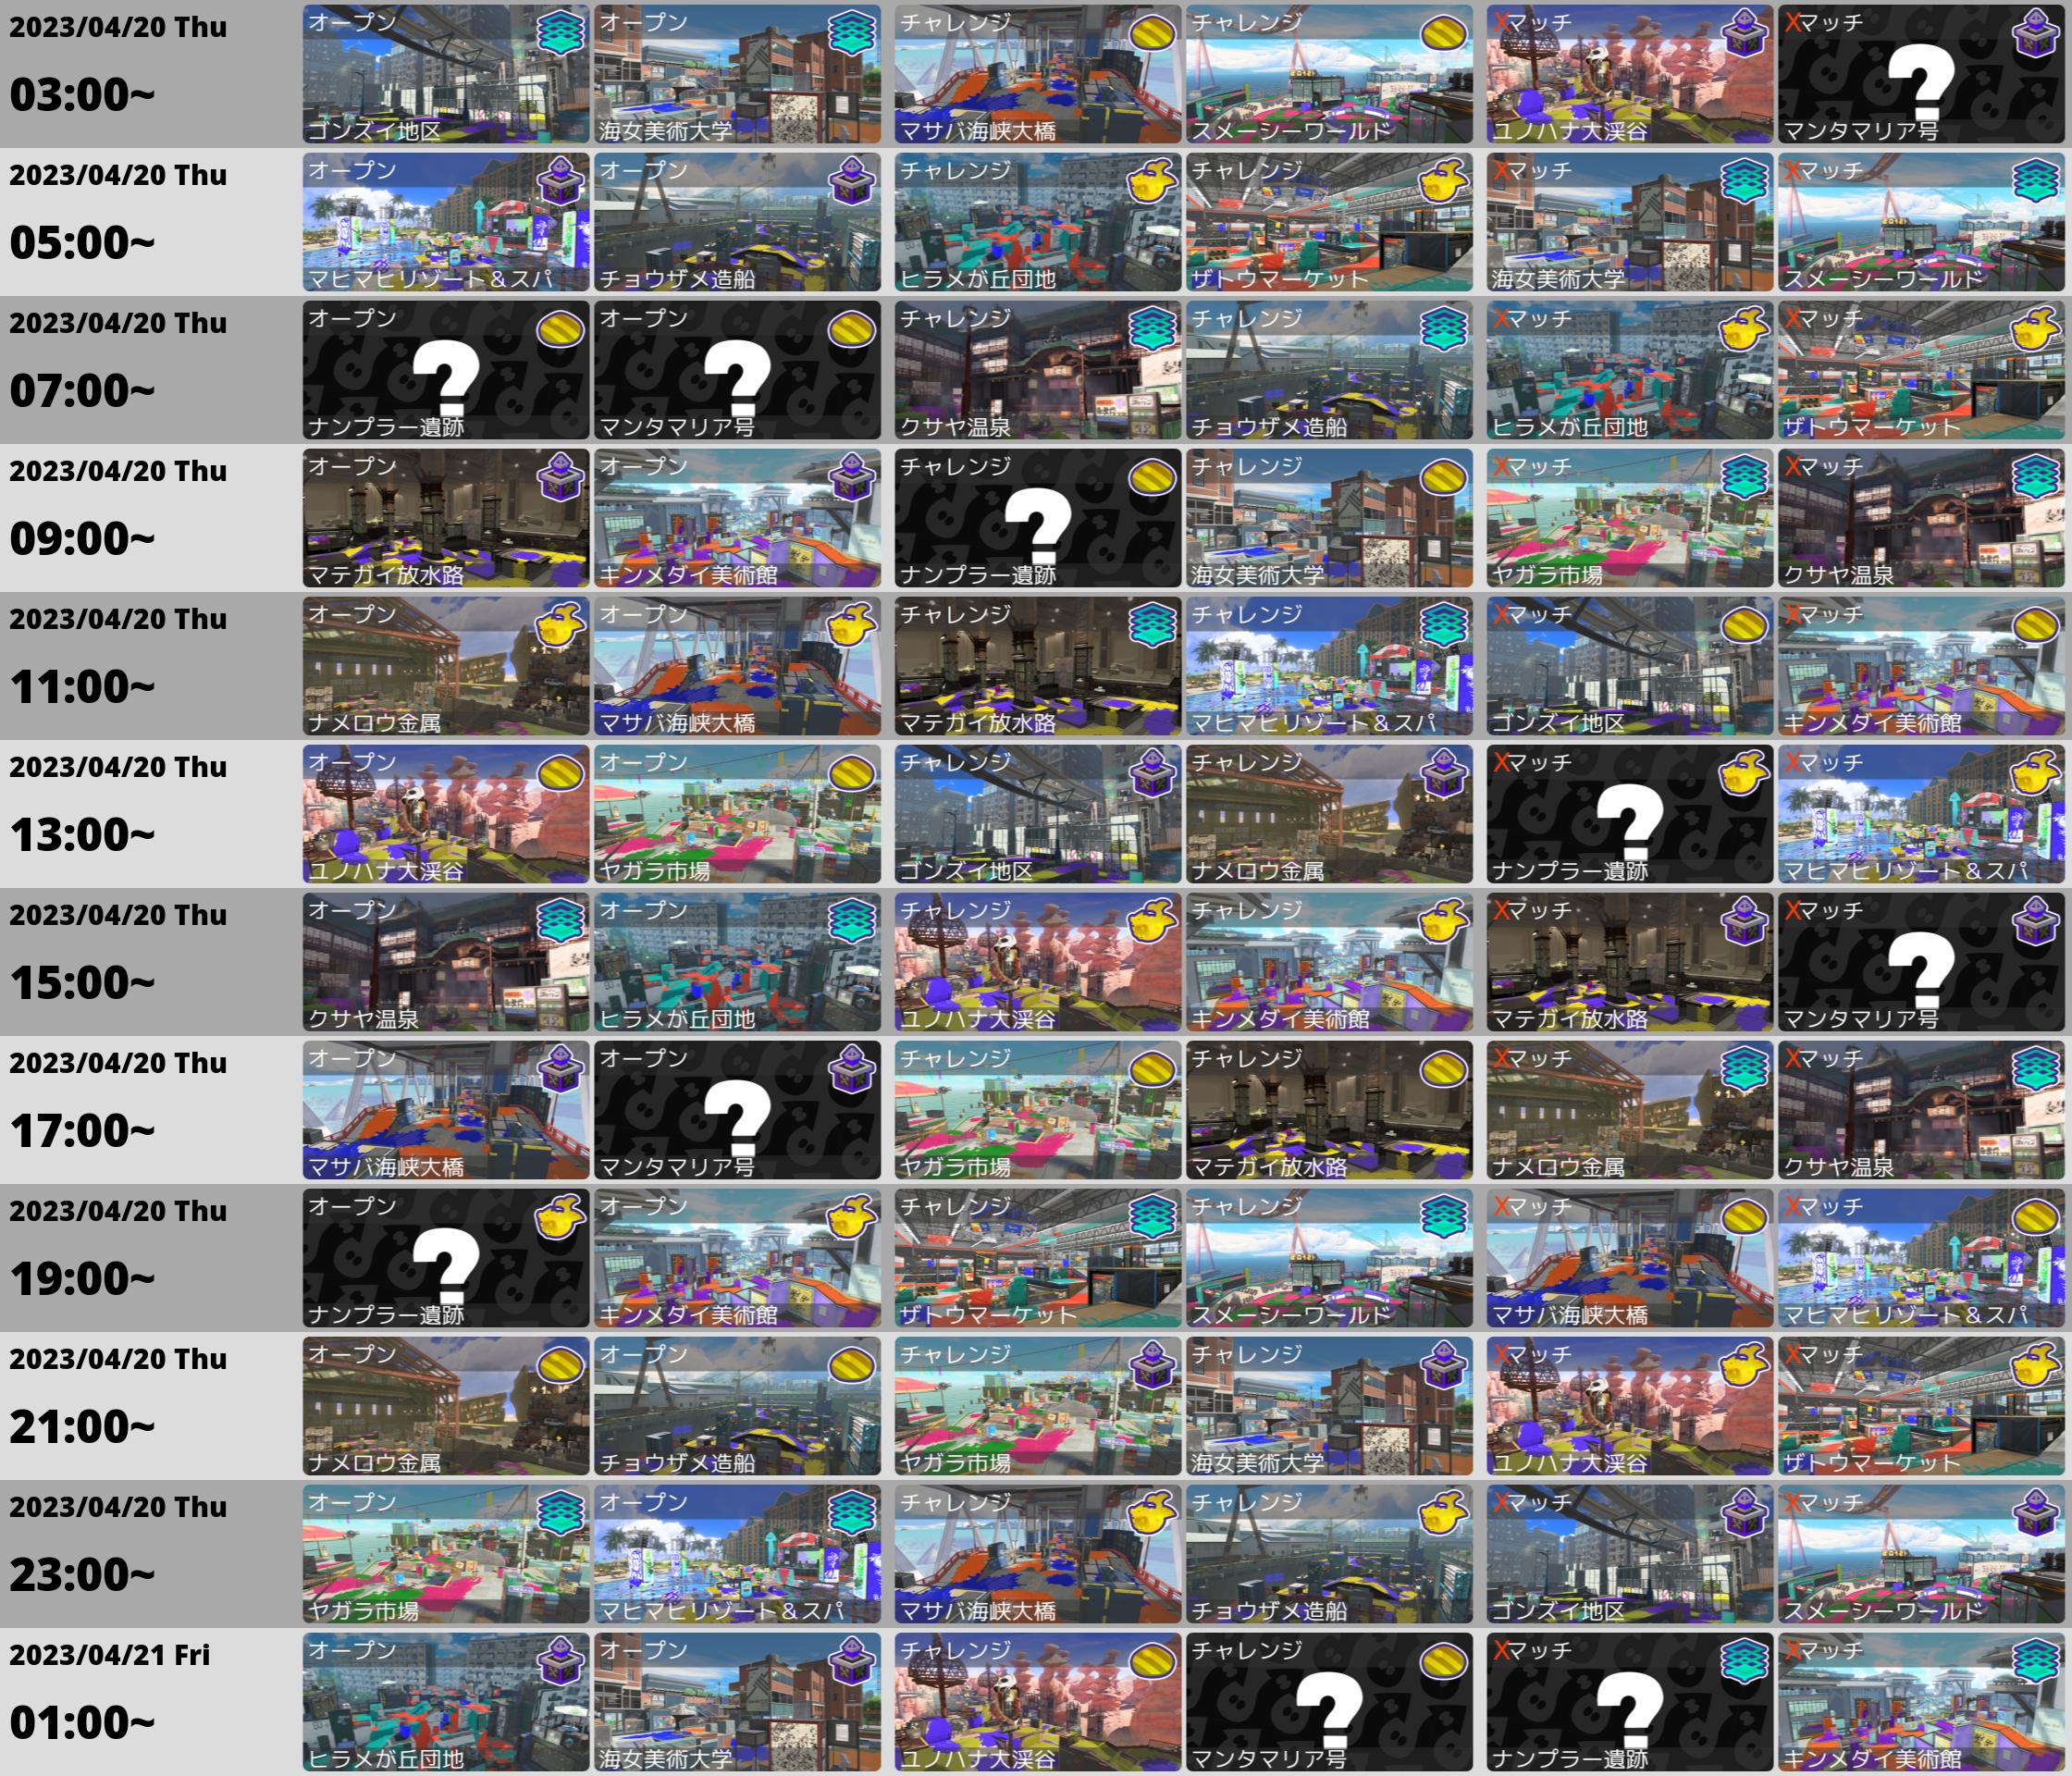 2023/04/20 Thu
03:00~
オープン
ゴンズイ地区
オープン
海女美術大学
チャレンジ
マサバ海峡大橋
チャレンジ
スメーシーワールド
Xマッチ
ユノハナ大渓谷
Xマッチ
マンタマリア号
2023/04/20 Thu
05:00~
オープン
マヒマヒリゾート＆スパ
オープン
チョウザメ造船
チャレンジ
ヒラメが丘団地
チャレンジ
ザトウマーケット
Xマッチ
海女美術大学
Xマッチ
スメーシーワールド
2023/04/20 Thu
07:00~
オープン
ナンプラー遺跡
オープン
マンタマリア号
チャレンジ
クサヤ温泉
チャレンジ
チョウザメ造船
Xマッチ
ヒラメが丘団地
Xマッチ
ザトウマーケット
2023/04/20 Thu
09:00~
オープン
マテガイ放水路
オープン
キンメダイ美術館
チャレンジ
ナンプラー遺跡
チャレンジ
海女美術大学
Xマッチ
ヤガラ市場
Xマッチ
クサヤ温泉
2023/04/20 Thu
11:00~
オープン
ナメロウ金属
オープン
マサバ海峡大橋
チャレンジ
マテガイ放水路
チャレンジ
マヒマヒリゾート＆スパ
Xマッチ
ゴンズイ地区
Xマッチ
キンメダイ美術館
2023/04/20 Thu
13:00~
オープン
ユノハナ大渓谷
オープン
ヤガラ市場
チャレンジ
ゴンズイ地区
チャレンジ
ナメロウ金属
Xマッチ
ナンプラー遺跡
Xマッチ
マヒマヒリゾート＆スパ
2023/04/20 Thu
15:00~
オープン
クサヤ温泉
オープン
ヒラメが丘団地
チャレンジ
ユノハナ大渓谷
チャレンジ
キンメダイ美術館
Xマッチ
マテガイ放水路
Xマッチ
マンタマリア号
2023/04/20 Thu
17:00~
オープン
マサバ海峡大橋
オープン
マンタマリア号
チャレンジ
ヤガラ市場
チャレンジ
マテガイ放水路
Xマッチ
ナメロウ金属
Xマッチ
クサヤ温泉
2023/04/20 Thu
19:00~
オープン
ナンプラー遺跡
オープン
キンメダイ美術館
チャレンジ
ザトウマーケット
チャレンジ
スメーシーワールド
Xマッチ
マサバ海峡大橋
Xマッチ
マヒマヒリゾート＆スパ
2023/04/20 Thu
21:00~
オープン
ナメロウ金属
オープン
チョウザメ造船
チャレンジ
ヤガラ市場
チャレンジ
海女美術大学
Xマッチ
ユノハナ大渓谷
Xマッチ
ザトウマーケット
2023/04/20 Thu
23:00~
オープン
ヤガラ市場
オープン
マヒマヒリゾート＆スパ
チャレンジ
マサバ海峡大橋
チャレンジ
チョウザメ造船
Xマッチ
ゴンズイ地区
Xマッチ
スメーシーワールド
2023/04/21 Fri
01:00~
オープン
ヒラメが丘団地
オープン
海女美術大学
チャレンジ
ユノハナ大渓谷
チャレンジ
マンタマリア号
Xマッチ
ナンプラー遺跡
Xマッチ
キンメダイ美術館